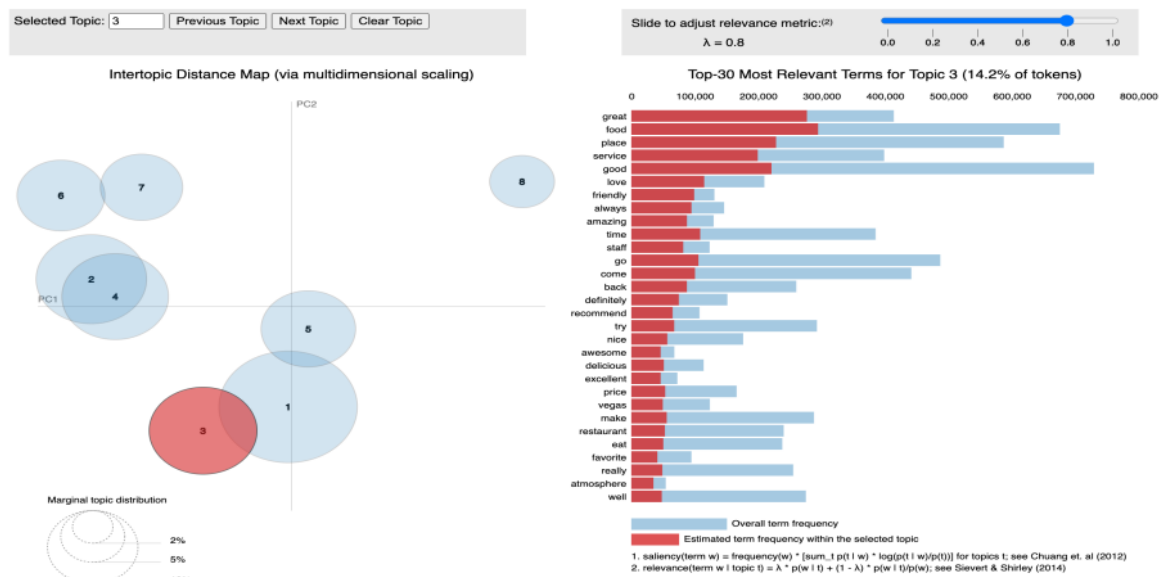 Selected Topic: 3 Previous Topic Next Topic Clear Topic
Slide to adjust relevance metric:(2)
λ = 0.8
0.0 0.2 0.4 0.6 0.8 1.0
Intertopic Distance Map (via multidimensional scaling)
PC2
PC1
6
7
8
2
4
5
1
3
Marginal topic distribution
2%
5%
Top-30 Most Relevant Terms for Topic 3 (14.2% of tokens)
0 100,000 200,000 300,000 400,000 500,000 600,000 700,000 800,000
great
food
place
service
good
love
friendly
always
amazing
time
staff
go
come
back
definitely
recommend
try
nice
awesome
delicious
excellent
price
vegas
make
restaurant
eat
favorite
really
atmosphere
well
Overall term frequency
Estimated term frequency within the selected topic
1. saliency(term w) = frequency(w) * [sum_t p(t | w) * log(p(t | w)/p(t))] for topics t; see Chuang et. al (2012)
2. relevance(term w | topic t) = λ * p(w | t) + (1 - λ) * p(w | t)/p(w); see Sievert & Shirley (2014)